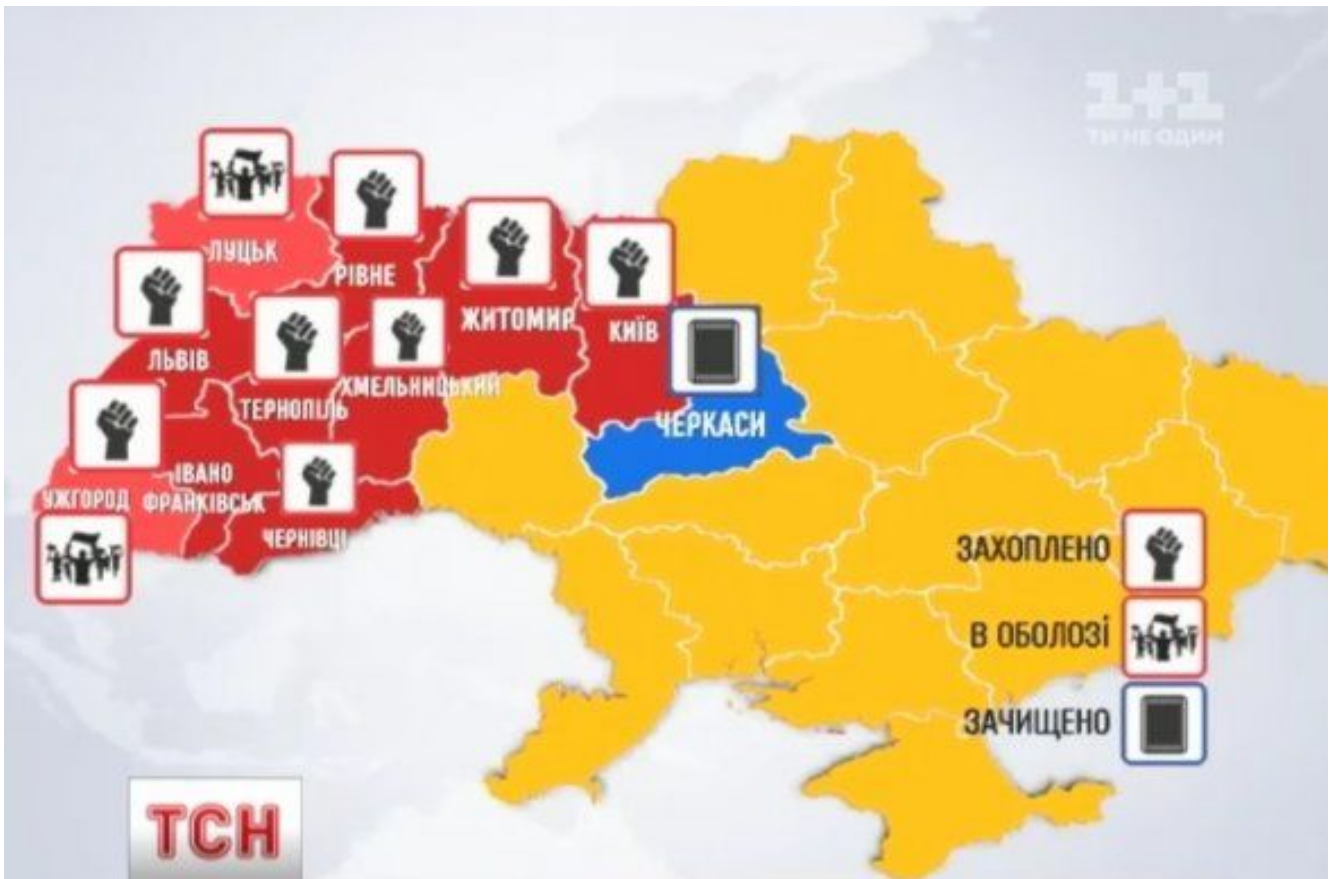 1+1
ТИ НЕ ОДИН
ЛУЦЬК
РІВНЕ
ЖИТОМИР
КИЇВ
ЛЬВІВ
ТЕРНОПІЛЬ
ХМЕЛЬНИЦЬКИЙ
ЧЕРКАСИ
УЖГОРОД
ІВАНО
ФРАНКІВСЬК
ЧЕРНІВЦІ
ЗАХОПЛЕНО
В ОБОЛОЗІ
ЗАЧИЩЕНО
ТСН